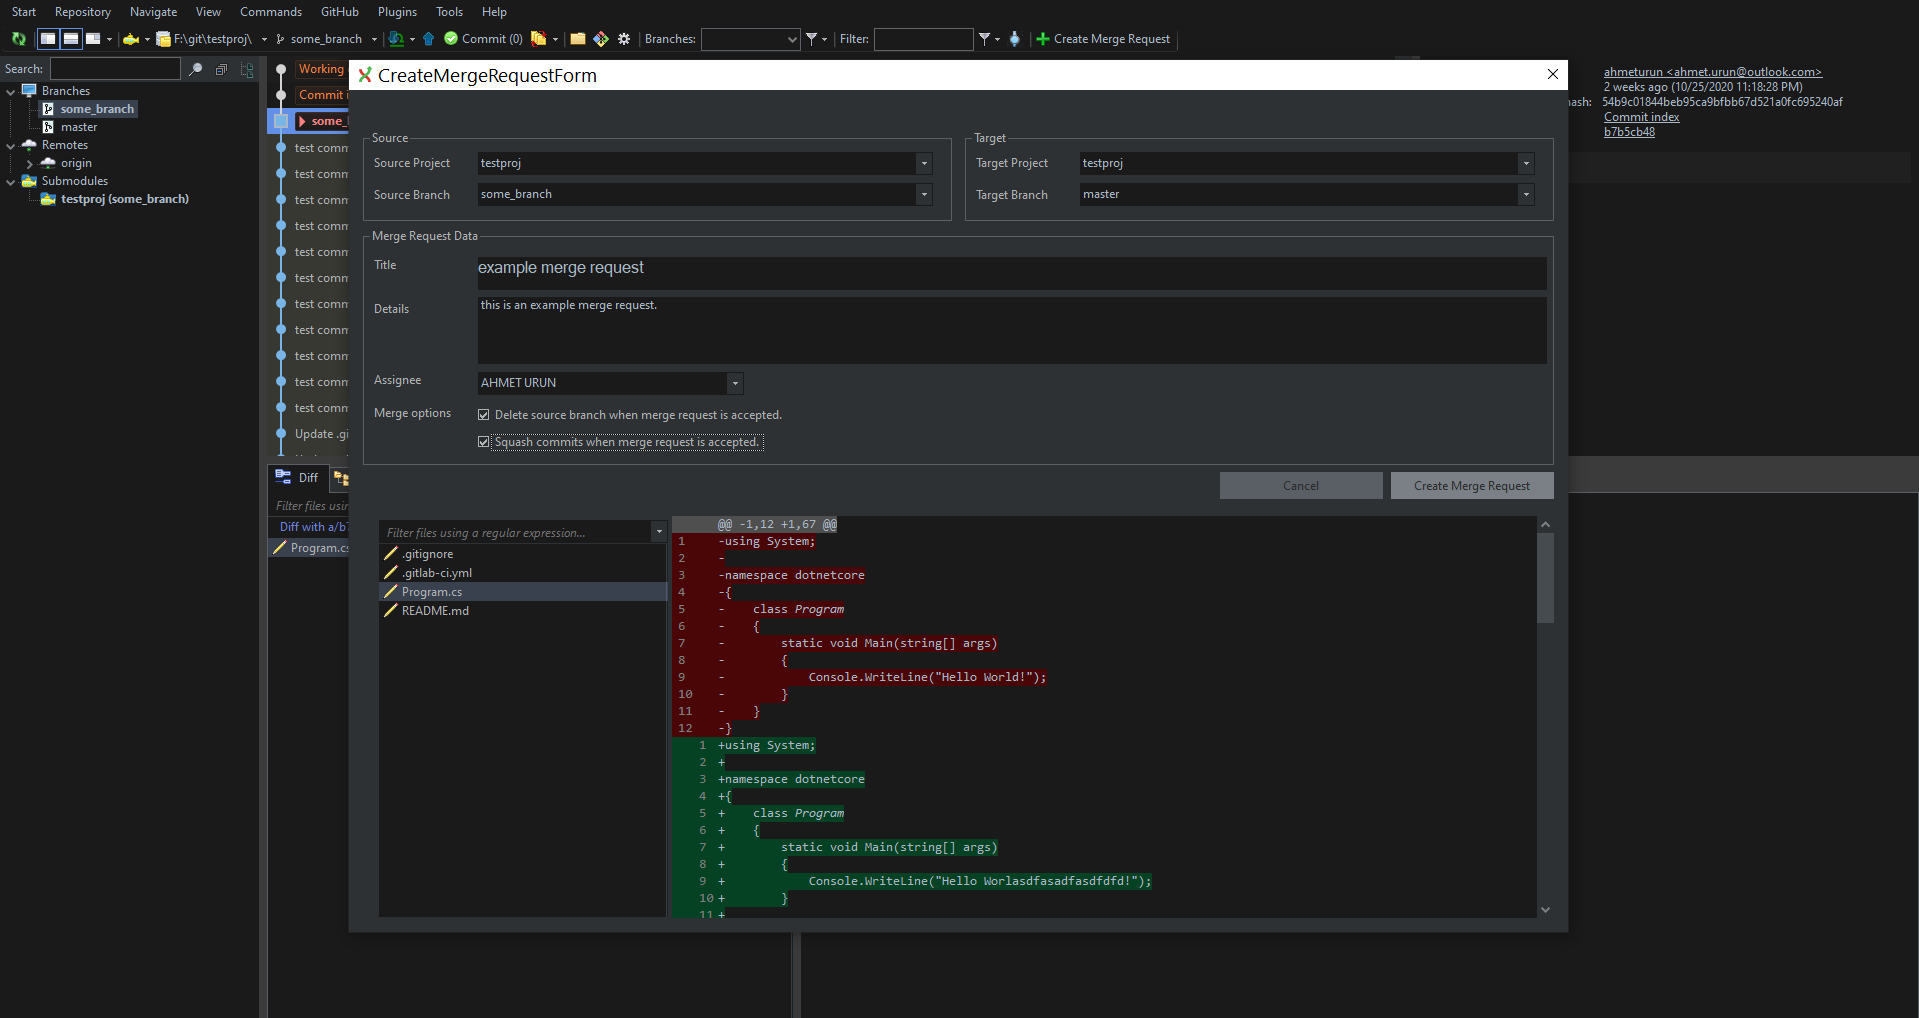 Start Repository Navigate View Commands GitHub Plugins Tools Help
F:\git\testproj\ some_branch Commit (0) Branches: Filter: Create Merge Request
Search:
Branches
some_branch
master
Remotes
origin
Submodules
testproj (some_branch)
Working
Commit i
some_
test comm
test comm
test comm
test comm
test comm
test comm
test comm
test comm
test comm
test comm
test comm
Update .gi
ahmeturun <ahmet.urun@outlook.com>
2 weeks ago (10/25/2020 11:18:28 PM)
hash: 54b9c01844beb95ca9bfbb67d521a0fc695240af
Commit index
b7b5cb48
CreateMergeRequestForm
Source
Source Project testproj
Source Branch some_branch
Target
Target Project testproj
Target Branch master
Merge Request Data
Title example merge request
Details this is an example merge request.
Assignee AHMET URUN
Merge options Delete source branch when merge request is accepted.
Squash commits when merge request is accepted.
Cancel Create Merge Request
Diff
Filter files usin
Diff with a/b7
Program.cs
Filter files using a regular expression...
.gitignore
.gitlab-ci.yml
Program.cs
README.md
@@ -1,12 +1,67 @@
1 -using System;
2 -
3 -namespace dotnetcore
4 -{
5 - class Program
6 - {
7 - static void Main(string[] args)
8 - {
9 - Console.WriteLine("Hello World!");
10 - }
11 - }
12 -}
1 +using System;
2 +
3 +namespace dotnetcore
4 +{
5 + class Program
6 + {
7 + static void Main(string[] args)
8 + {
9 + Console.WriteLine("Hello Worlasdfasadfasdfdfd!");
10 + }
11 +